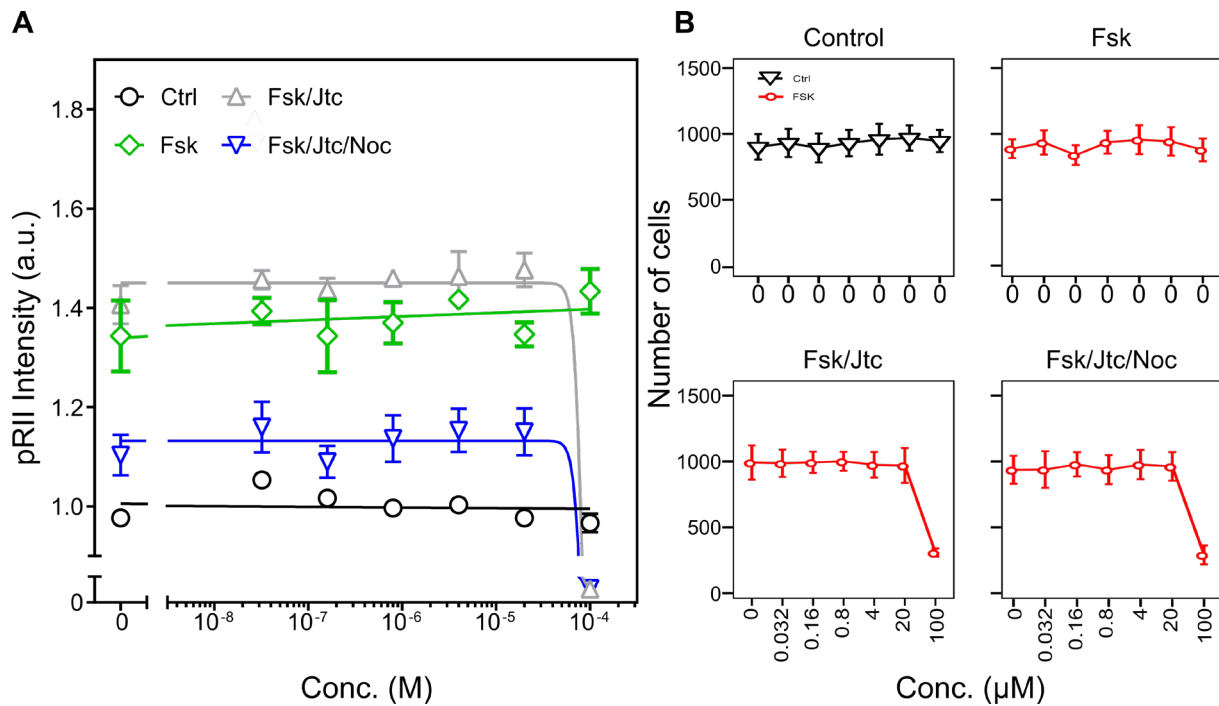 A
B
Control
Fsk
pRII Intensity (a.u.)
1.8
1.6
1.4
1.2
1.0
0
Ctrl
Fsk/Jtc
Fsk
Fsk/Jtc/Noc
0
10-8
10-7
10-6
10-5
10-4
Conc. (M)
Number of cells
1500
1000
500
0
Ctrl
FSK
0 0 0 0 0 0 0
0 0 0 0 0 0 0
Fsk/Jtc
Fsk/Jtc/Noc
1500
1000
500
0
0 0.032 0.16 0.8 4 20 100
0 0.032 0.16 0.8 4 20 100
Conc. (µM)